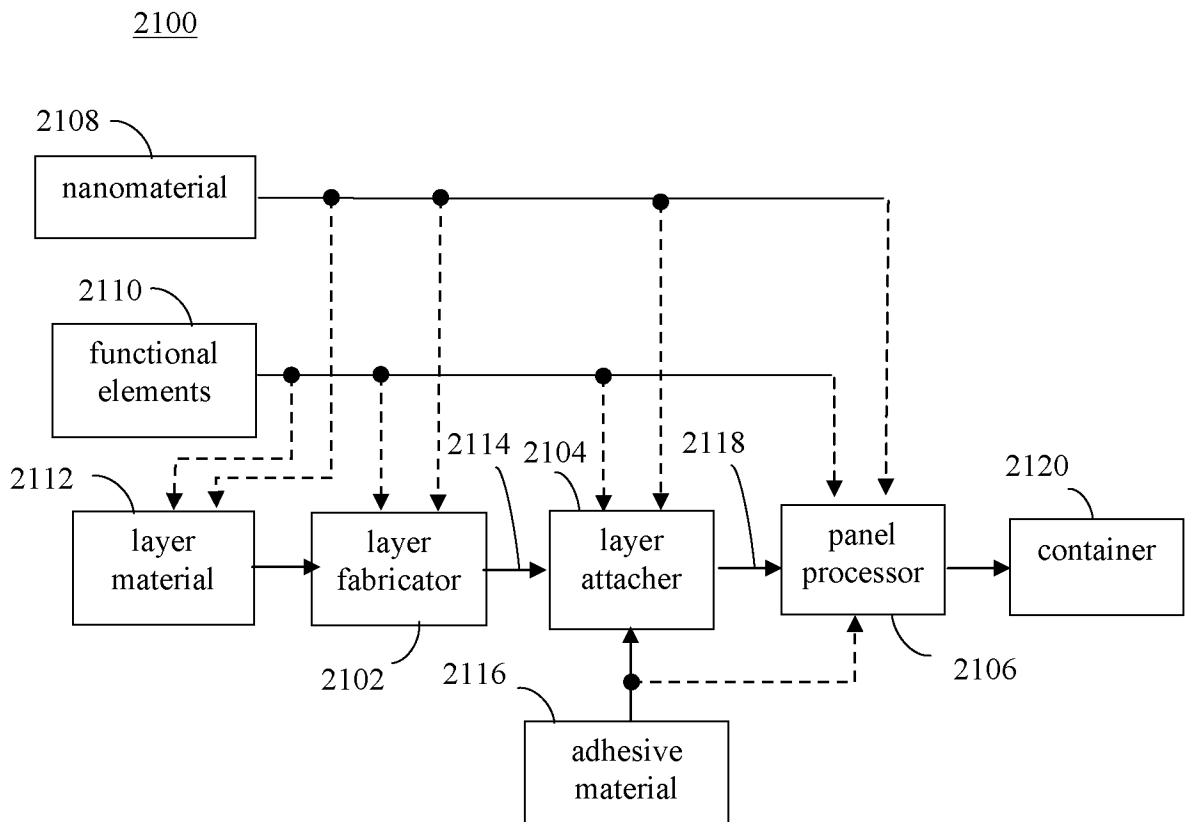 2100
2108
nanomaterial
2110
functional
elements
2114
2104
2118
2112
2120
layer
material
layer
fabricator
layer
attacher
panel
processor
container
2102
2116
2106
adhesive
material